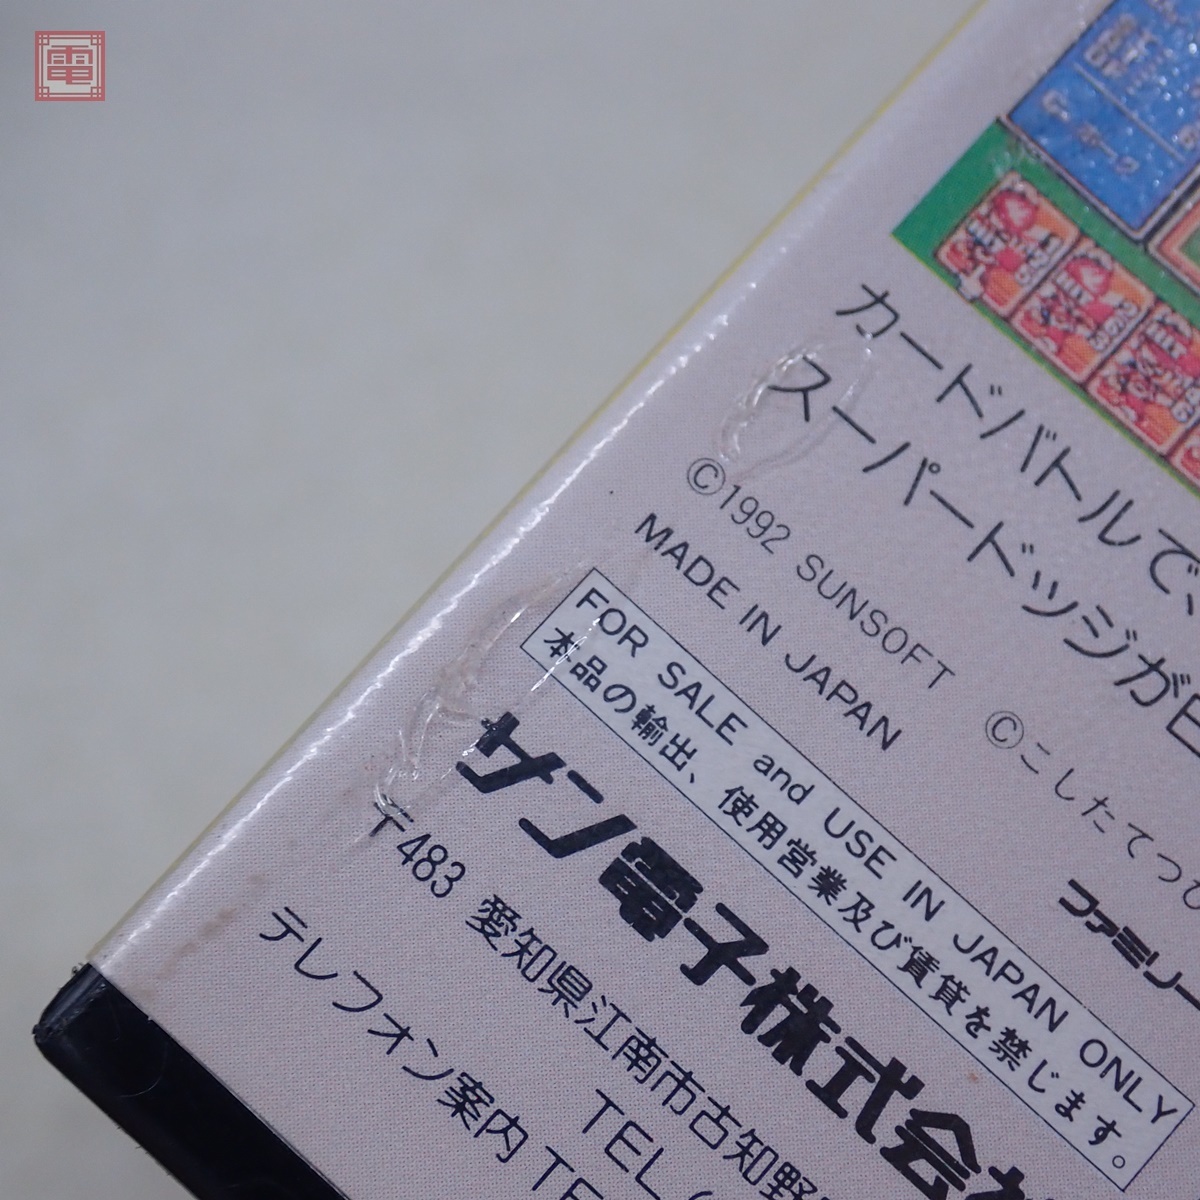 電
カードバトルで、
スーパードッジが
©1992 SUNSOFT
©こしたてつひ
MADE IN JAPAN
ファミリー
FOR SALE and USE IN JAPAN ONLY
本品の輸出、使用営業及び賃貸を禁じます。
サン電子株式会社
〒483 愛知県江南市古知野
TEL (
テレフォン案内 TE